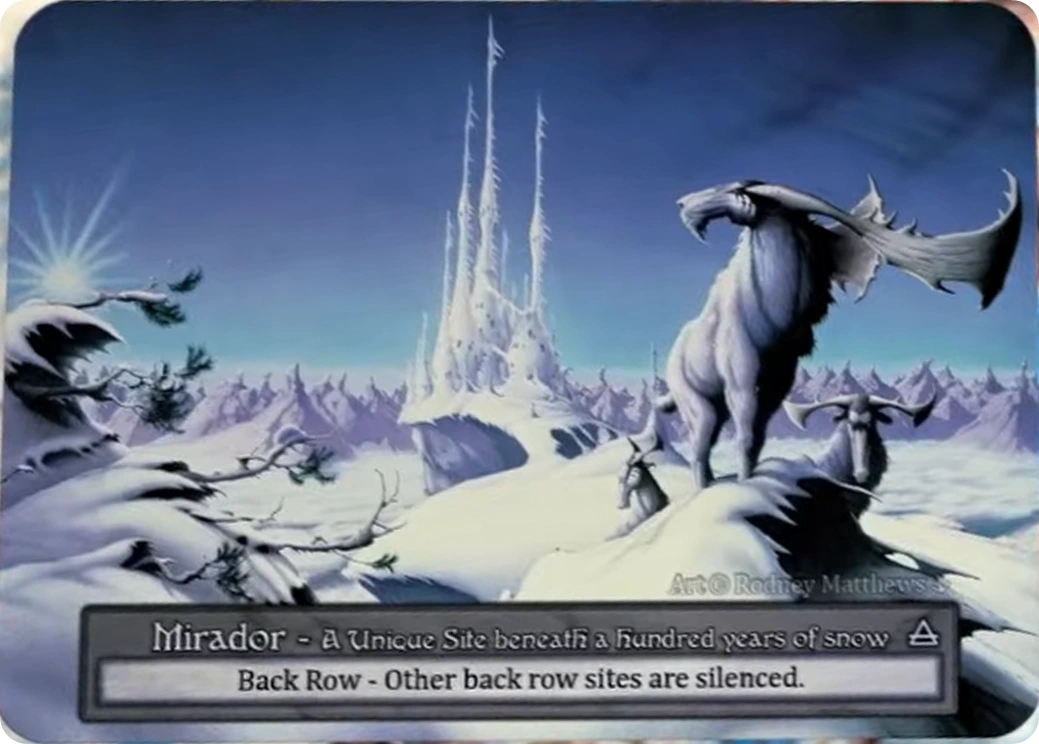 Art © Rodney Matthews
Mirador - A Unique Site beneath a hundred years of snow
Back Row - Other back row sites are silenced.